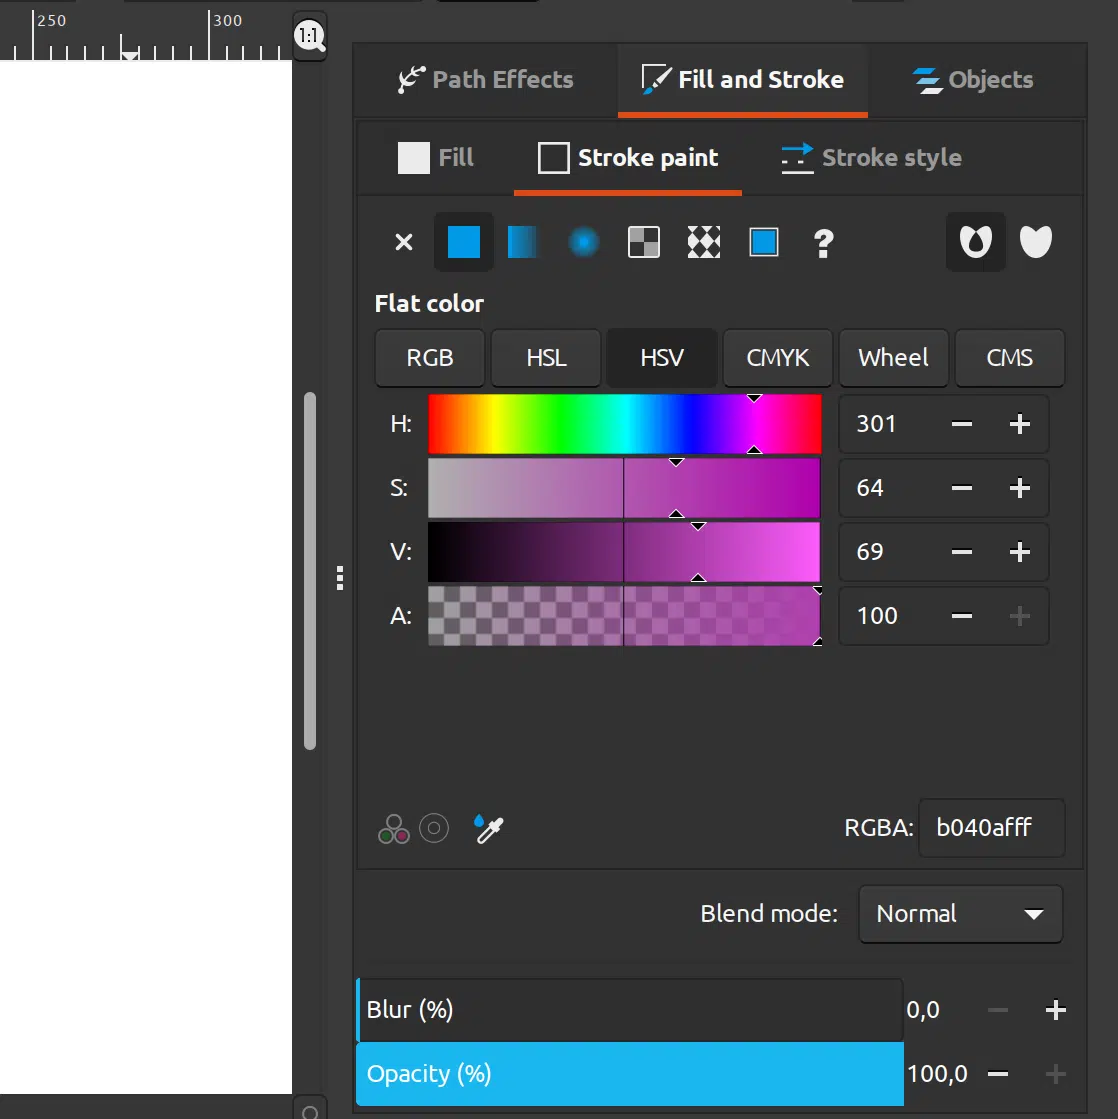 250 300
1:1
Path Effects Fill and Stroke Objects
Fill Stroke paint Stroke style
?
Flat color
RGB HSL HSV CMYK Wheel CMS
H: 301
S: 64
V: 69
A: 100
RGBA: b040afff
Blend mode: Normal
Blur (%) 0,0
Opacity (%) 100,0